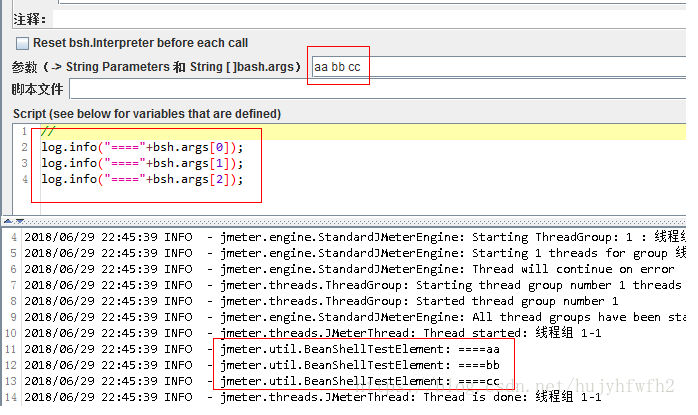 注释：
Reset bsh.Interpreter before each call
参数（-> String Parameters 和 String [ ]bash.args） aa bb cc
脚本文件
Script (see below for variables that are defined)
1 //
2 log.info("===="+bsh.args[0]);
3 log.info("===="+bsh.args[1]);
4 log.info("===="+bsh.args[2]);
4 2018/06/29 22:45:39 INFO - jmeter.engine.StandardJMeterEngine: Starting ThreadGroup: 1 : 线程组
5 2018/06/29 22:45:39 INFO - jmeter.engine.StandardJMeterEngine: Starting 1 threads for group 线
6 2018/06/29 22:45:39 INFO - jmeter.engine.StandardJMeterEngine: Thread will continue on error
7 2018/06/29 22:45:39 INFO - jmeter.threads.ThreadGroup: Starting thread group number 1 threads
8 2018/06/29 22:45:39 INFO - jmeter.threads.ThreadGroup: Started thread group number 1
9 2018/06/29 22:45:39 INFO - jmeter.engine.StandardJMeterEngine: All thread groups have been sta
10 2018/06/29 22:45:39 INFO - jmeter.threads.JMeterThread: Thread started: 线程组 1-1
11 2018/06/29 22:45:39 INFO - jmeter.util.BeanShellTestElement: ====aa
12 2018/06/29 22:45:39 INFO - jmeter.util.BeanShellTestElement: ====bb
13 2018/06/29 22:45:39 INFO - jmeter.util.BeanShellTestElement: ====cc
14 2018/06/29 22:45:39 INFO - jmeter.threads.JMeterThread: Thread is done: 线程组 1-1